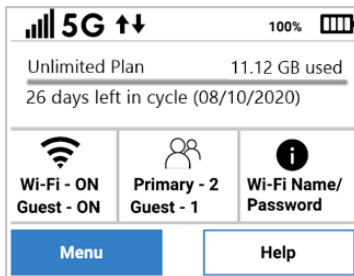 5G 100%
Unlimited Plan 11.12 GB used
26 days left in cycle (08/10/2020)
Wi-Fi - ON Primary - 2 Wi-Fi Name/
Guest - ON Guest - 1 Password
Menu Help